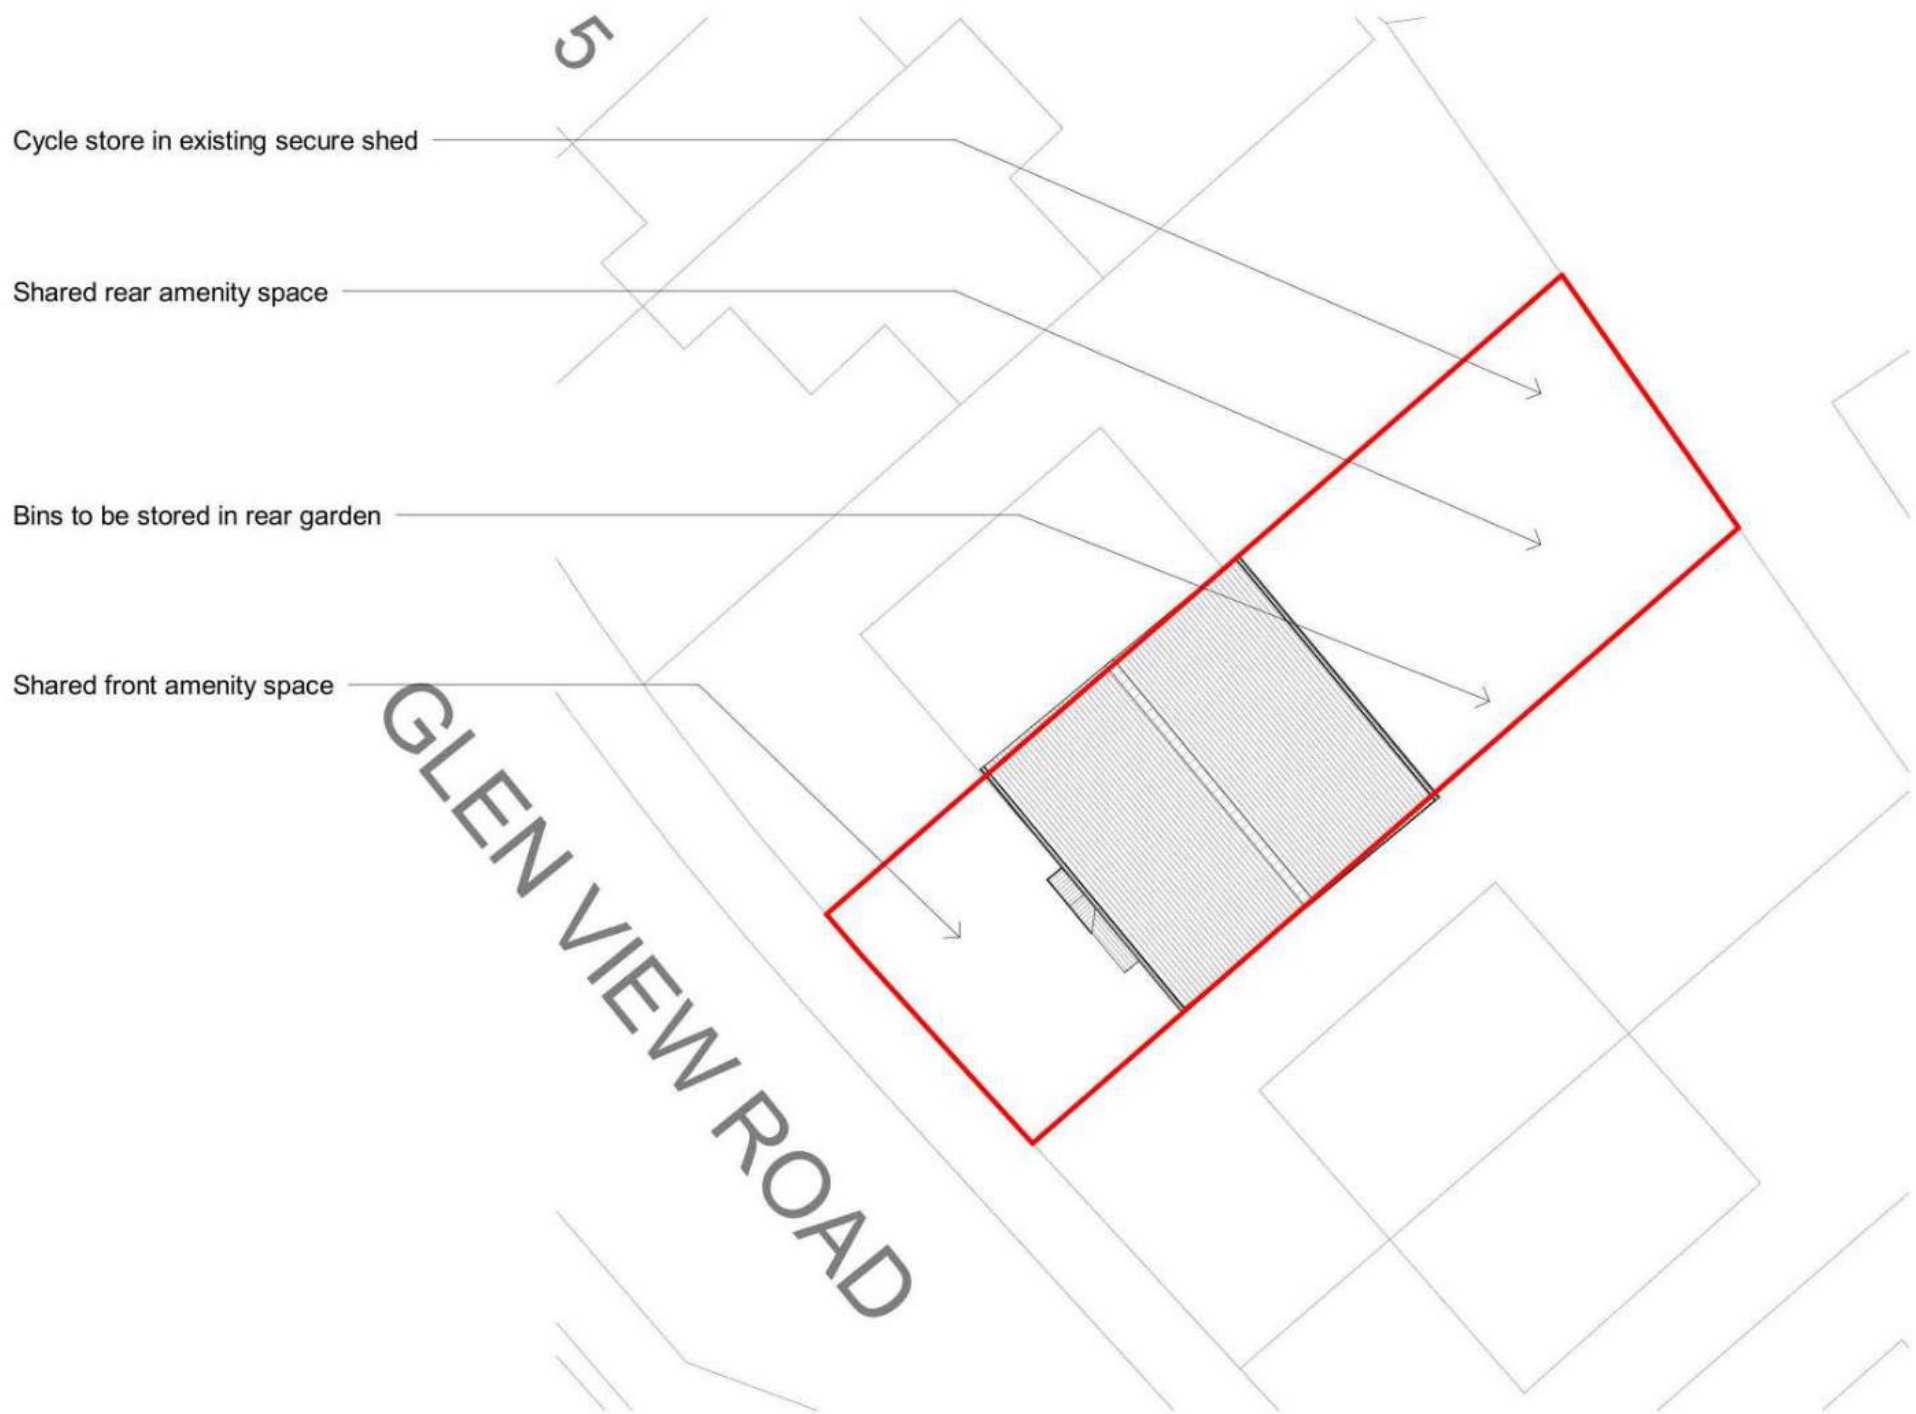 5
Cycle store in existing secure shed
Shared rear amenity space
Bins to be stored in rear garden
Shared front amenity space
GLEN VIEW ROAD